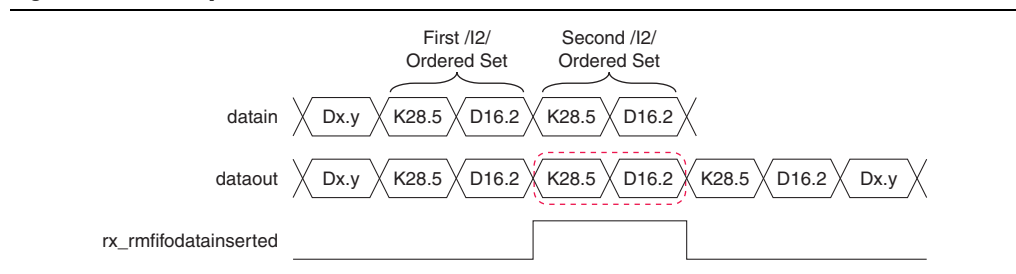 First /I2/
Ordered Set
Second /I2/
Ordered Set
datain Dx.y K28.5 D16.2 K28.5 D16.2
dataout Dx.y K28.5 D16.2 K28.5 D16.2 K28.5 D16.2 Dx.y
rx_rmfifodatainserted